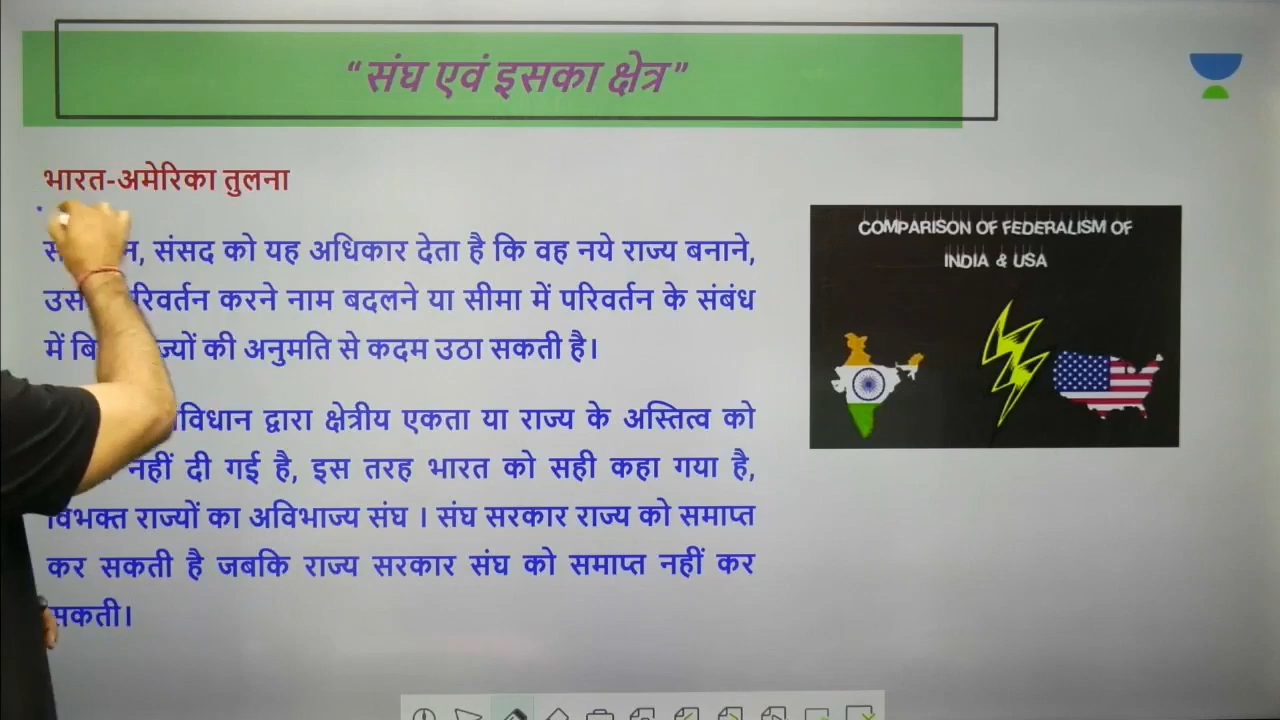 “संघ एवं इसका क्षेत्र”
भारत-अमेरिका तुलना
संसद को यह अधिकार देता है कि वह नये राज्य बनाने,
परिवर्तन करने नाम बदलने या सीमा में परिवर्तन के संबंध
में की अनुमति से कदम उठा सकती है।
द्वारा क्षेत्रीय एकता या राज्य के अस्तित्व को
नहीं दी गई है, इस तरह भारत को सही कहा गया है,
विभक्त राज्यों का अविभाज्य संघ । संघ सरकार राज्य को समाप्त
कर सकती है जबकि राज्य सरकार संघ को समाप्त नहीं कर
सकती।
COMPARISON OF FEDERALISM OF
INDIA & USA